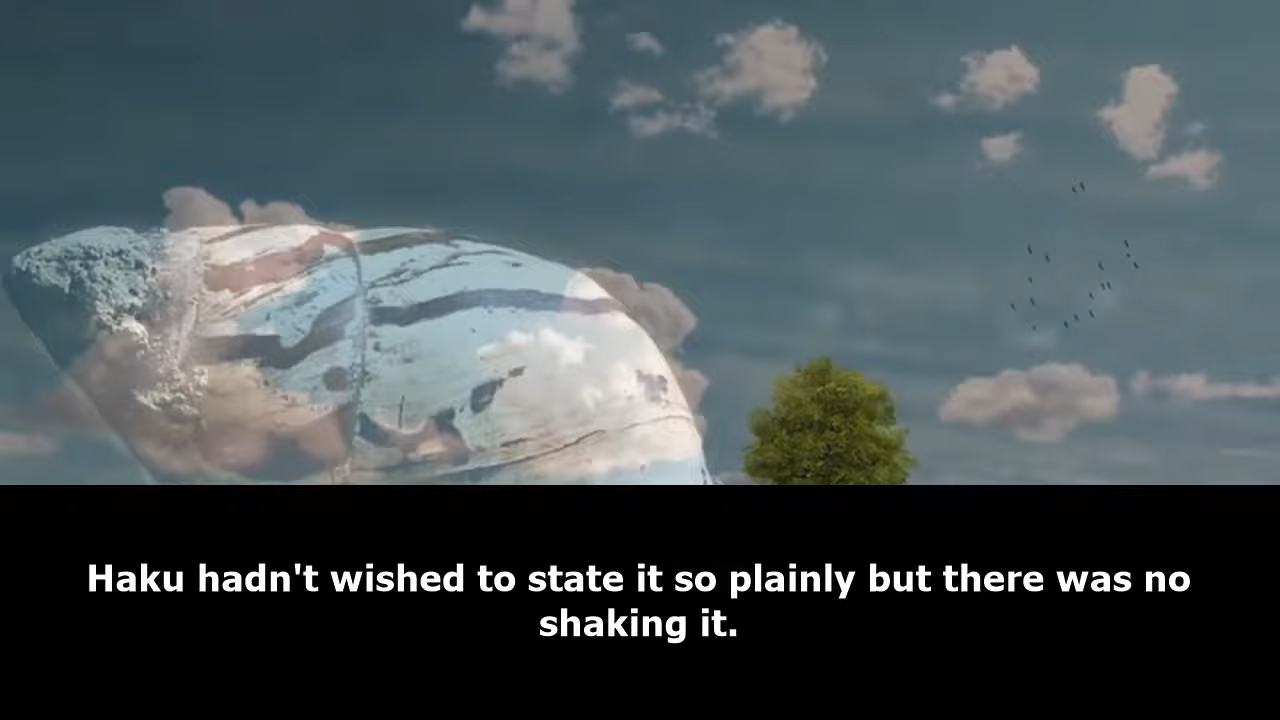 Haku hadn't wished to state it so plainly but there was no
shaking it.